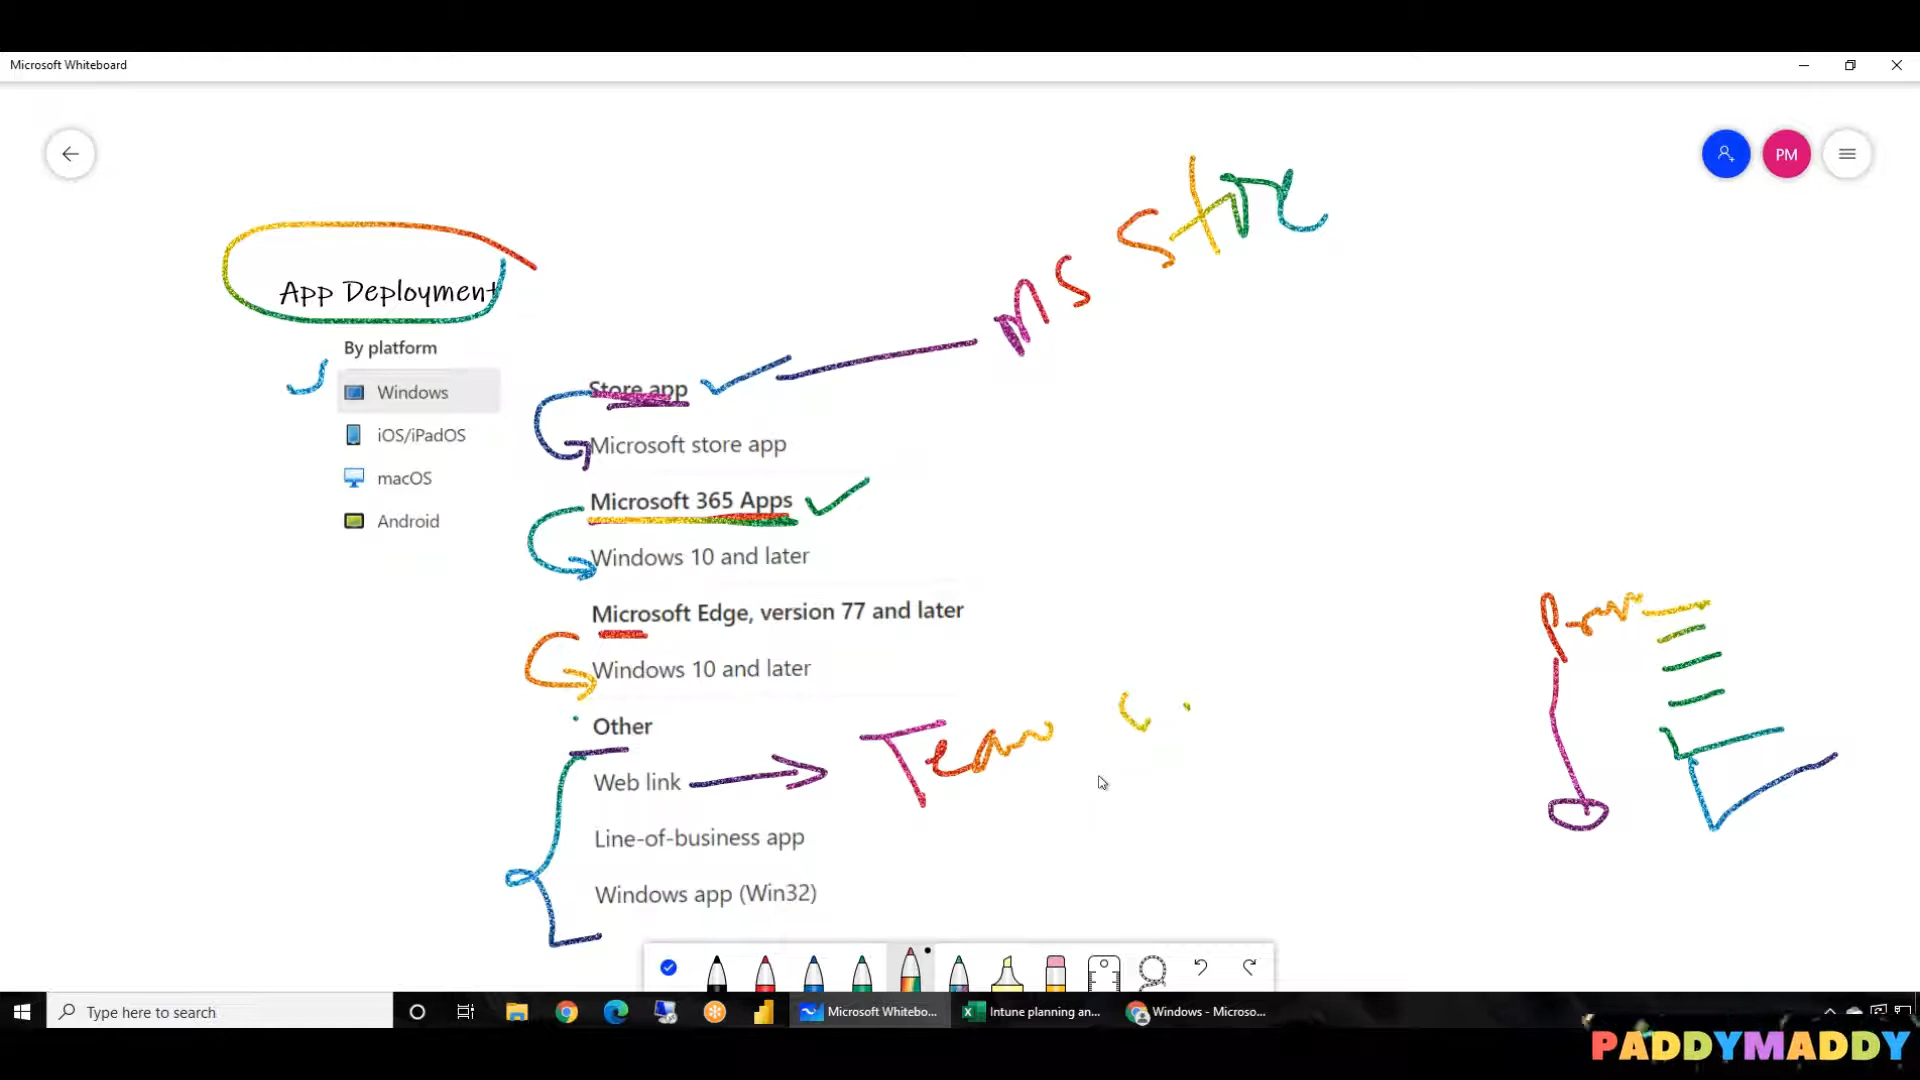 Microsoft Whiteboard
PM
MS Store
App Deployment
By platform
Windows
iOS/iPadOS
macOS
Android
Store app
Microsoft store app
Microsoft 365 Apps
Windows 10 and later
Microsoft Edge, version 77 and later
Windows 10 and later
Other
Web link
Line-of-business app
Windows app (Win32)
Type here to search
Microsoft Whitebo...
Intune planning an...
Windows - Microso...
PADDYMADDY